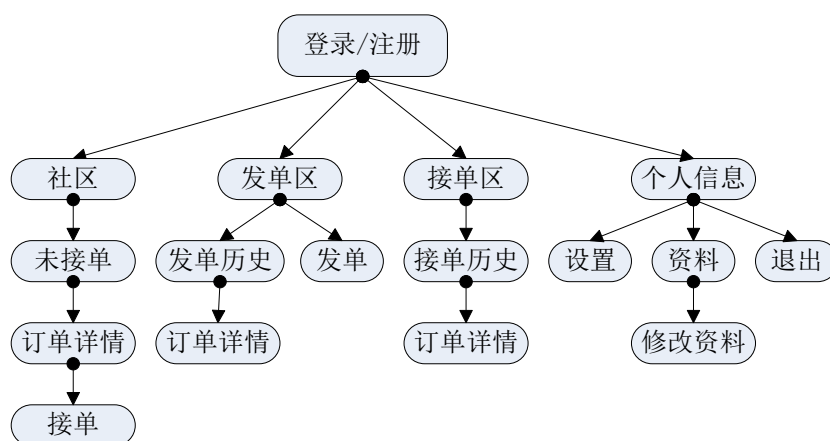 登录/注册
社区
发单区
接单区
个人信息
未接单
发单历史
发单
接单历史
设置
资料
退出
订单详情
订单详情
订单详情
修改资料
接单